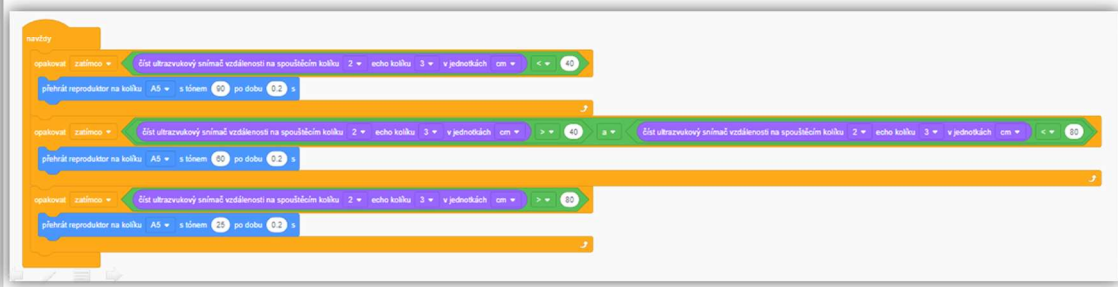 navždy
opakovat zatímco číst ultrazvukový snímač vzdálenosti na spouštěcím kolíku 2 echo kolíku 3 v jednotkách cm < 40
přehrát reproduktor na kolíku A5 s tónem 90 po dobu 0.2 s
opakovat zatímco číst ultrazvukový snímač vzdálenosti na spouštěcím kolíku 2 echo kolíku 3 v jednotkách cm > 40 a číst ultrazvukový snímač vzdálenosti na spouštěcím kolíku 2 echo kolíku 3 v jednotkách cm < 80
přehrát reproduktor na kolíku A5 s tónem 60 po dobu 0.2 s
opakovat zatímco číst ultrazvukový snímač vzdálenosti na spouštěcím kolíku 2 echo kolíku 3 v jednotkách cm > 80
přehrát reproduktor na kolíku A5 s tónem 25 po dobu 0.2 s